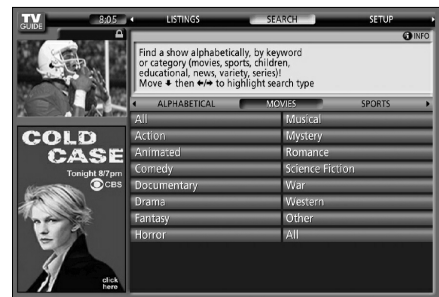 TV
GUIDE
8:05
LISTINGS
SEARCH
SETUP
INFO
Find a show alphabetically, by keyword
or category (movies, sports, children,
educational, news, variety, series)!
Move ↓ then ←/→ to highlight search type
ALPHABETICAL
MOVIES
SPORTS
All
Musical
Action
Mystery
Animated
Romance
Comedy
Science Fiction
Documentary
War
Drama
Western
Fantasy
Other
Horror
All
COLD
CASE
Tonight 8/7pm
CBS
click
here